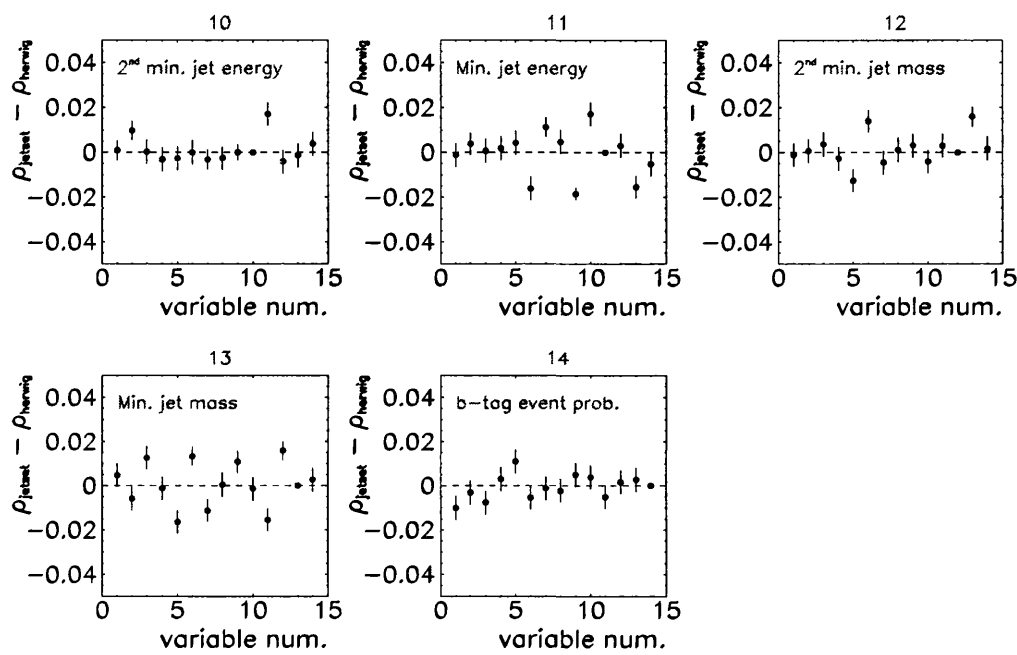 10
0.04
0.02
0
−0.02
−0.04
ρjetset − ρherwig
2nd min. jet energy
0 5 10 15
variable num.
11
0.04
0.02
0
−0.02
−0.04
ρjetset − ρherwig
Min. jet energy
0 5 10 15
variable num.
12
0.04
0.02
0
−0.02
−0.04
ρjetset − ρherwig
2nd min. jet mass
0 5 10 15
variable num.
13
0.04
0.02
0
−0.02
−0.04
ρjetset − ρherwig
Min. jet mass
0 5 10 15
variable num.
14
0.04
0.02
0
−0.02
−0.04
ρjetset − ρherwig
b−tag event prob.
0 5 10 15
variable num.